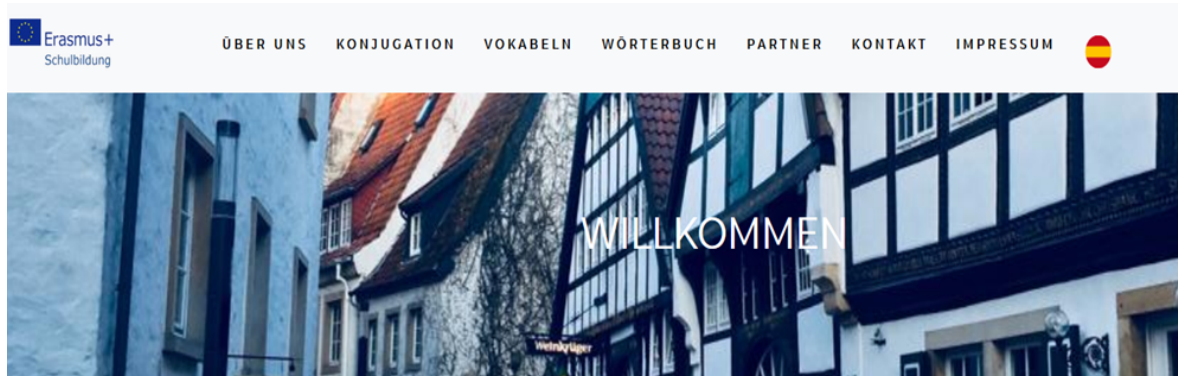 Erasmus+
Schulbildung
ÜBER UNS KONJUGATION VOKABELN WÖRTERBUCH PARTNER KONTAKT IMPRESSUM
WILLKOMMEN
Weinkrüger